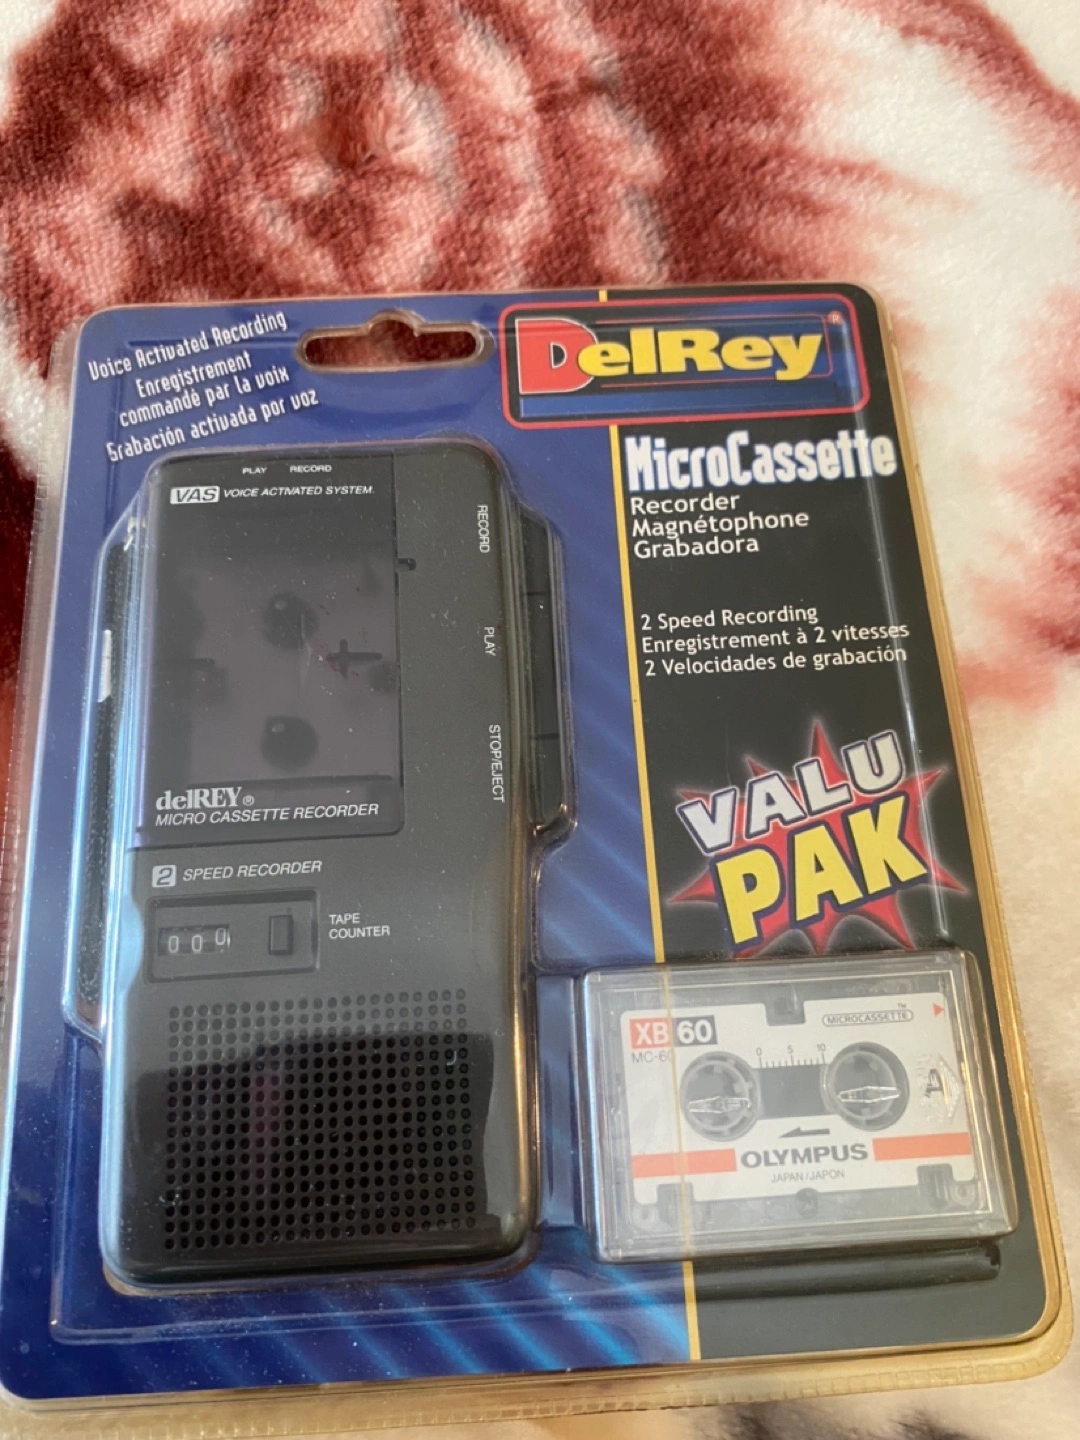 Voice Activated Recording
Enregistrement
commandé par la voix
Grabación activada por voz
DelRey®
MicroCassette
Recorder
Magnétophone
Grabadora
2 Speed Recording
Enregistrement à 2 vitesses
2 Velocidades de grabación
VALU
PAK
PLAY RECORD
VAS VOICE ACTIVATED SYSTEM
RECORD
PLAY
STOP/EJECT
delREY®
MICRO CASSETTE RECORDER
2 SPEED RECORDER
000
TAPE
COUNTER
XB 60
MICROCASSETTE™
MC-60
0 5 10
OLYMPUS
JAPAN/JAPON